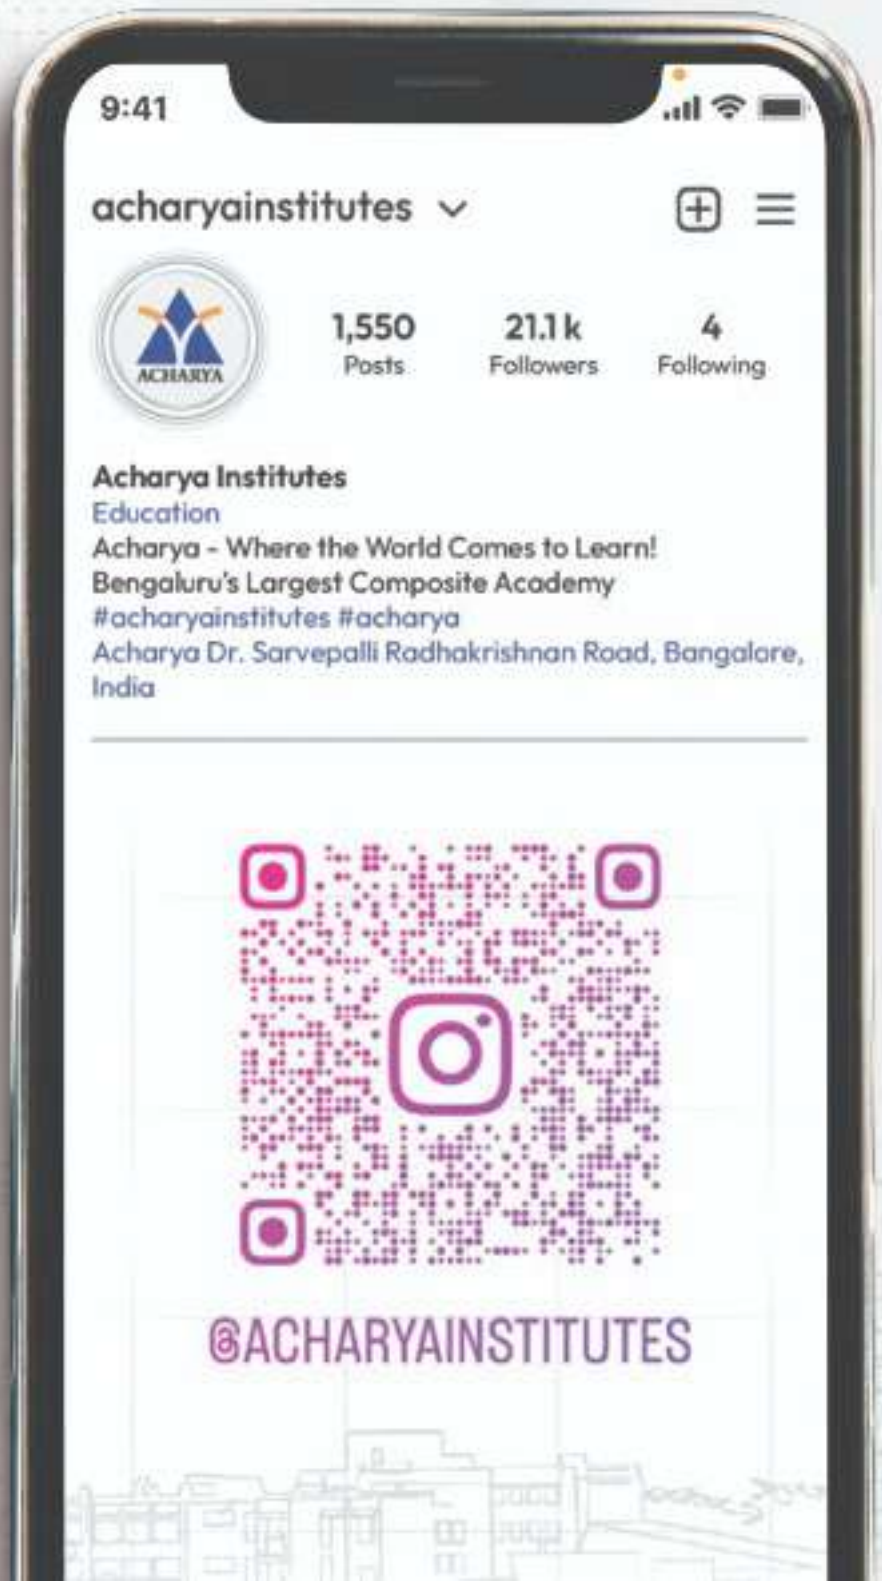 9:41
acharyainstitutes
ACHARYA
1,550
Posts
21.1 k
Followers
4
Following
Acharya Institutes
Education
Acharya - Where the World Comes to Learn!
Bengaluru's Largest Composite Academy
#acharyainstitutes #acharya
Acharya Dr. Sarvepalli Radhakrishnan Road, Bangalore,
India
@ACHARYAINSTITUTES